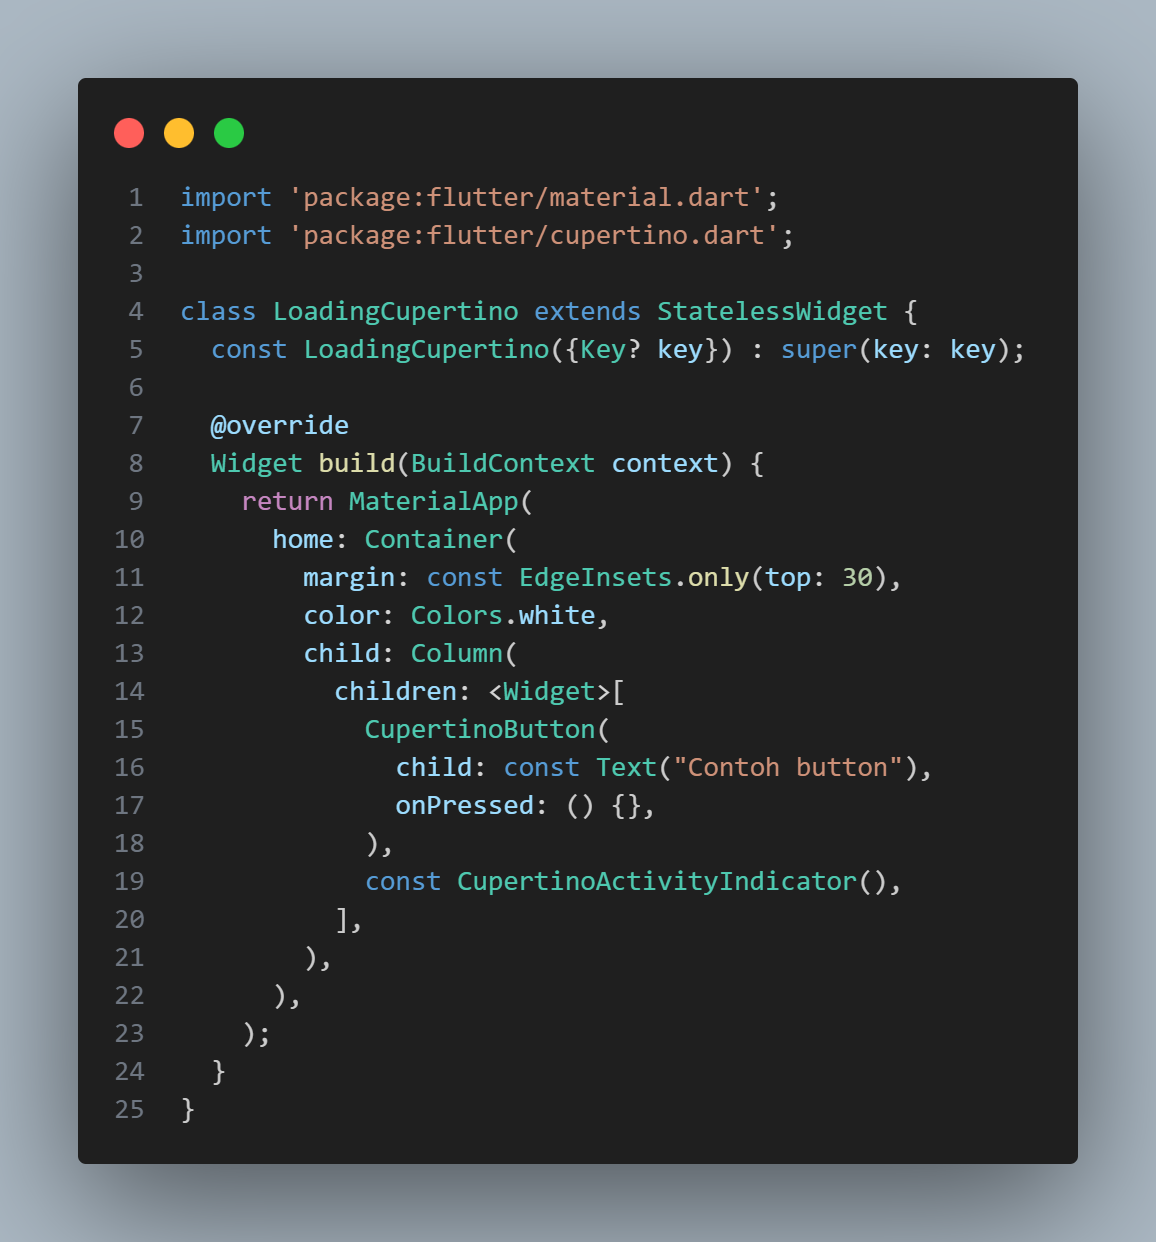 1 import 'package:flutter/material.dart';
2 import 'package:flutter/cupertino.dart';
3
4 class LoadingCupertino extends StatelessWidget {
5   const LoadingCupertino({Key? key}) : super(key: key);
6
7   @override
8   Widget build(BuildContext context) {
9     return MaterialApp(
10       home: Container(
11         margin: const EdgeInsets.only(top: 30),
12         color: Colors.white,
13         child: Column(
14           children: <Widget>[
15             CupertinoButton(
16               child: const Text("Contoh button"),
17               onPressed: () {},
18             ),
19             const CupertinoActivityIndicator(),
20           ],
21         ),
22       ),
23     );
24   }
25 }